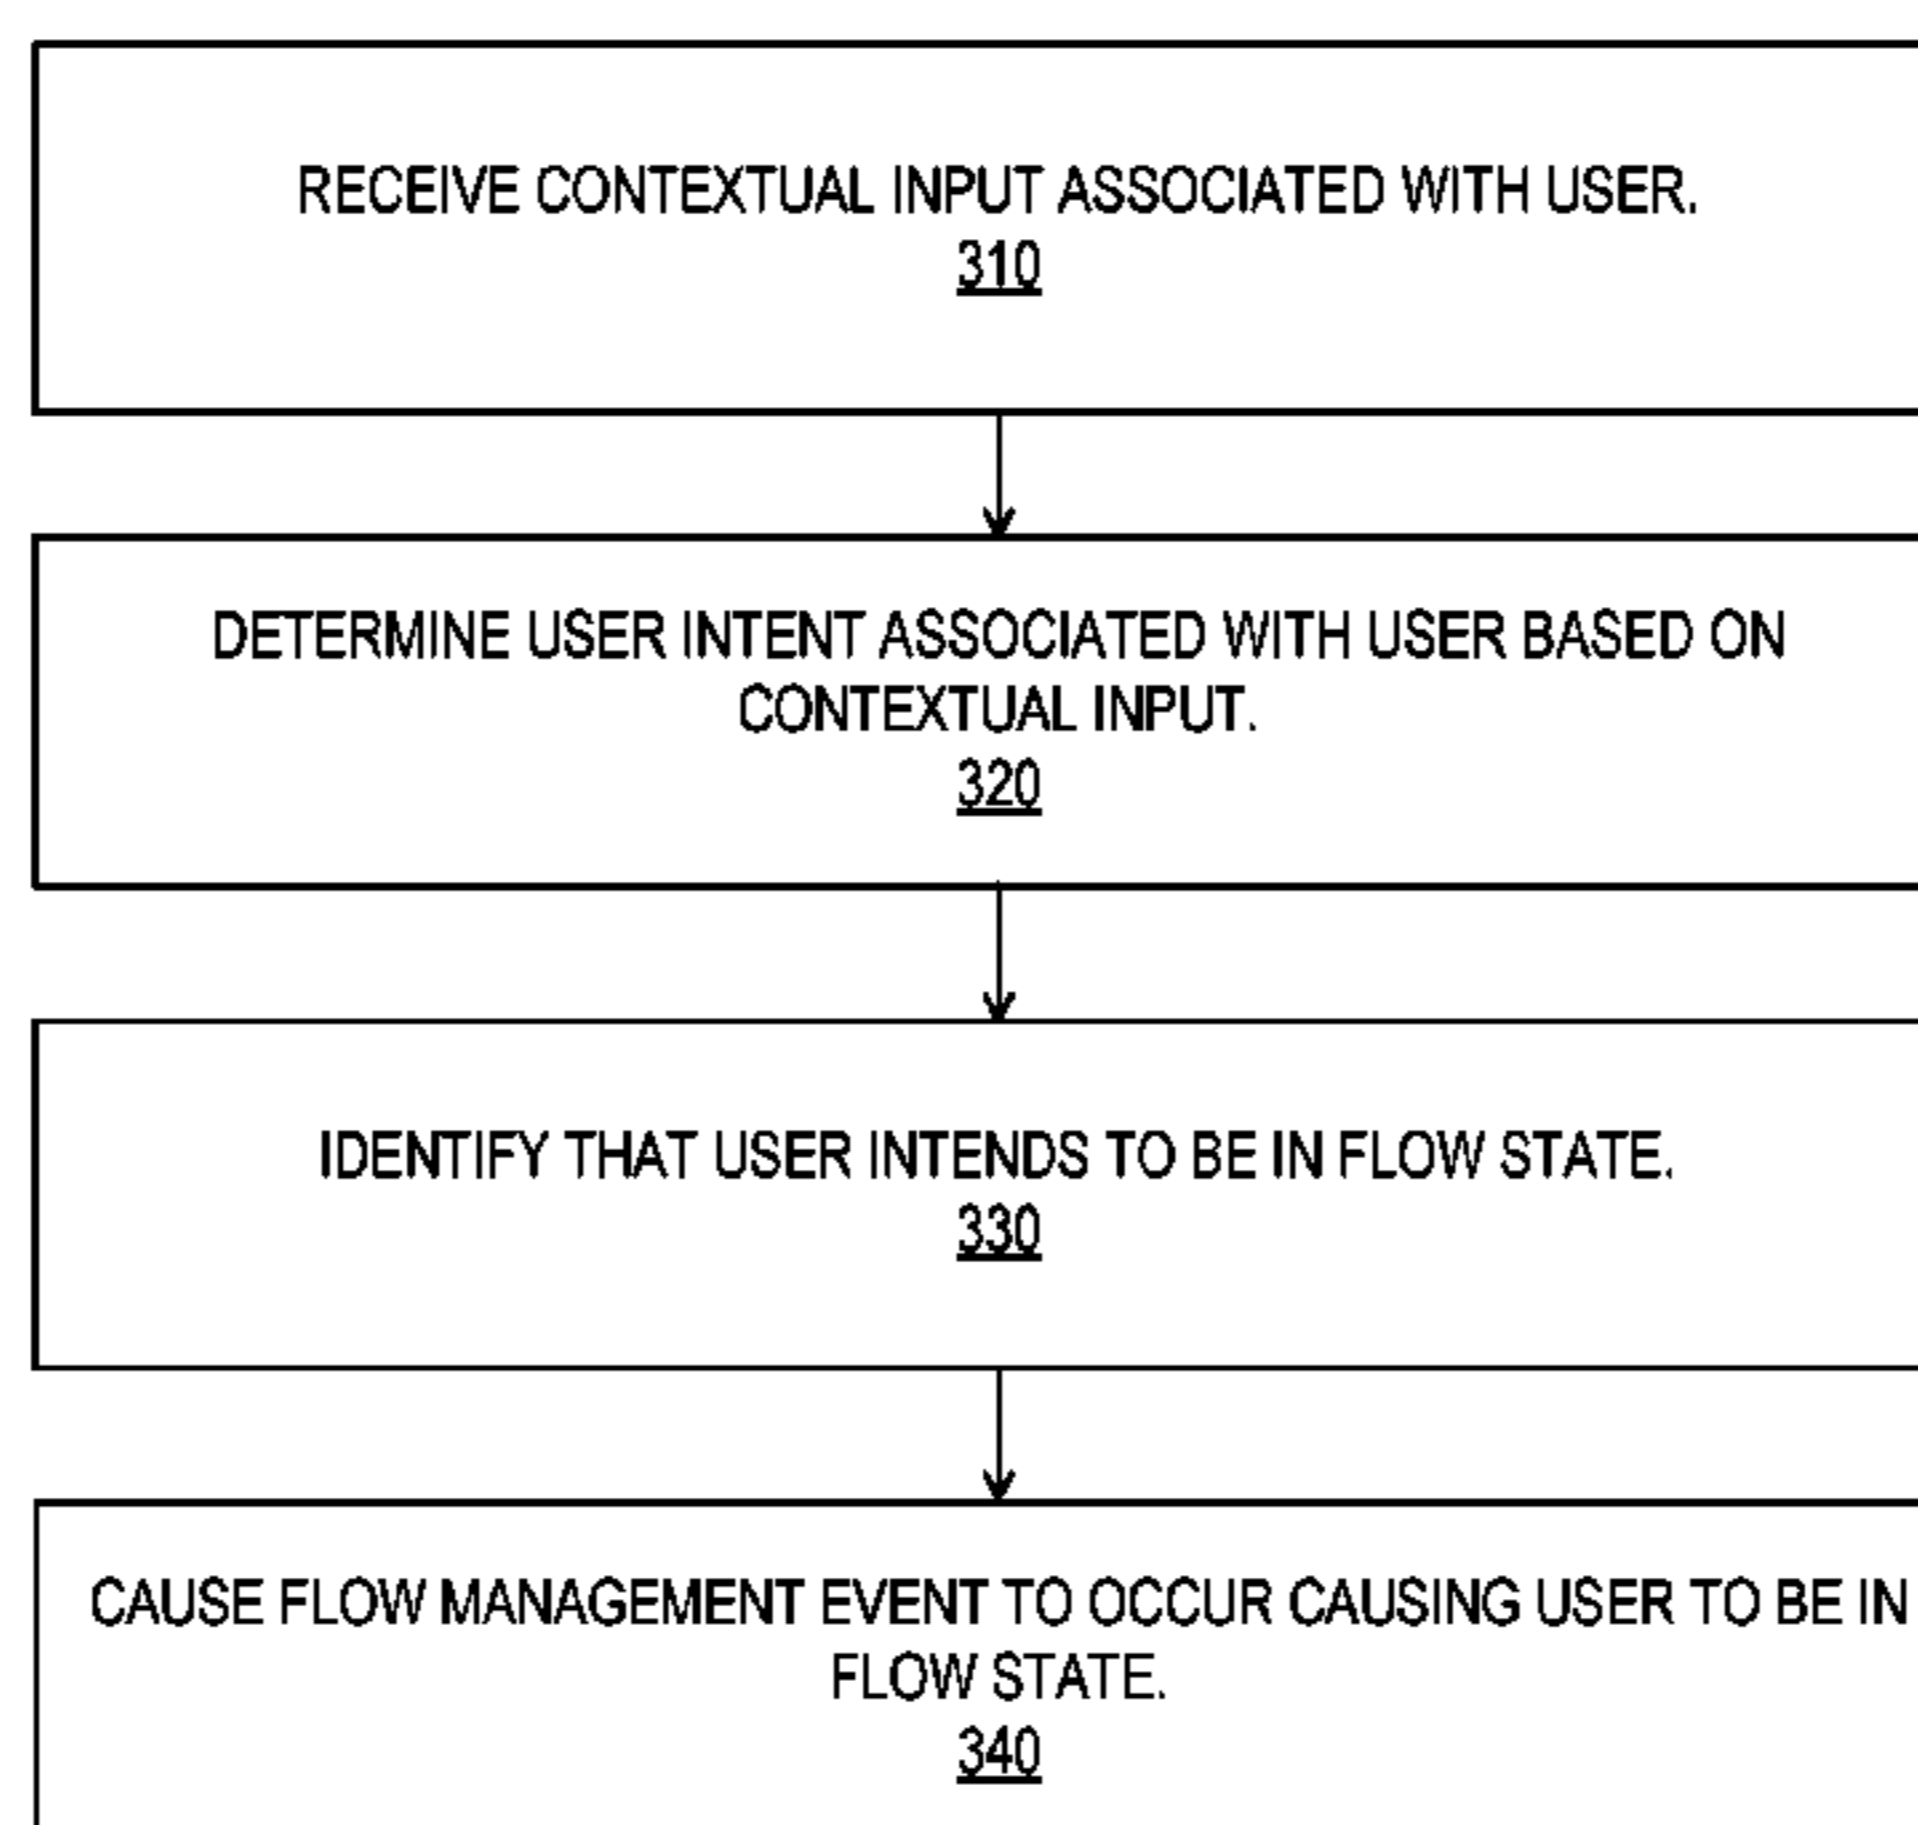 RECEIVE CONTEXTUAL INPUT ASSOCIATED WITH USER.
310
DETERMINE USER INTENT ASSOCIATED WITH USER BASED ON
CONTEXTUAL INPUT.
320
IDENTIFY THAT USER INTENDS TO BE IN FLOW STATE.
330
CAUSE FLOW MANAGEMENT EVENT TO OCCUR CAUSING USER TO BE IN
FLOW STATE.
340